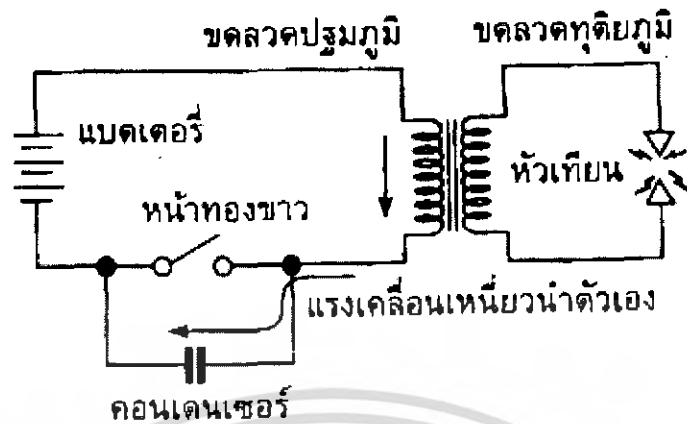 ขดลวดปฐมภูมิ
ขดลวดทุติยภูมิ
แบตเตอรี่
หัวเทียน
หน้าทองขาว
แรงเคลื่อนเหนี่ยวนำตัวเอง
คอนเดนเซอร์